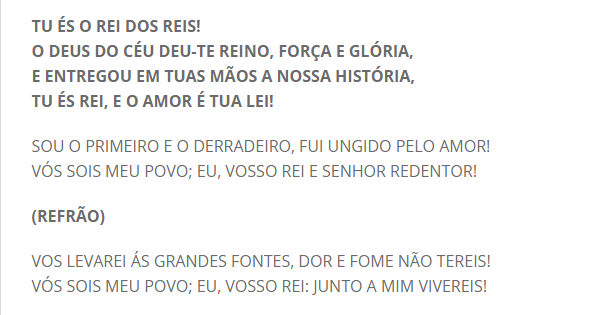 TU ÉS O REI DOS REIS!
O DEUS DO CÉU DEU-TE REINO, FORÇA E GLÓRIA,
E ENTREGOU EM TUAS MÃOS A NOSSA HISTÓRIA,
TU ÉS REI, E O AMOR É TUA LEI!
SOU O PRIMEIRO E O DERRADEIRO, FUI UNGIDO PELO AMOR!
VÓS SOIS MEU POVO; EU, VOSSO REI E SENHOR REDENTOR!
(REFRÃO)
VOS LEVAREI ÁS GRANDES FONTES, DOR E FOME NÃO TEREIS!
VÓS SOIS MEU POVO; EU, VOSSO REI: JUNTO A MIM VIVEREIS!